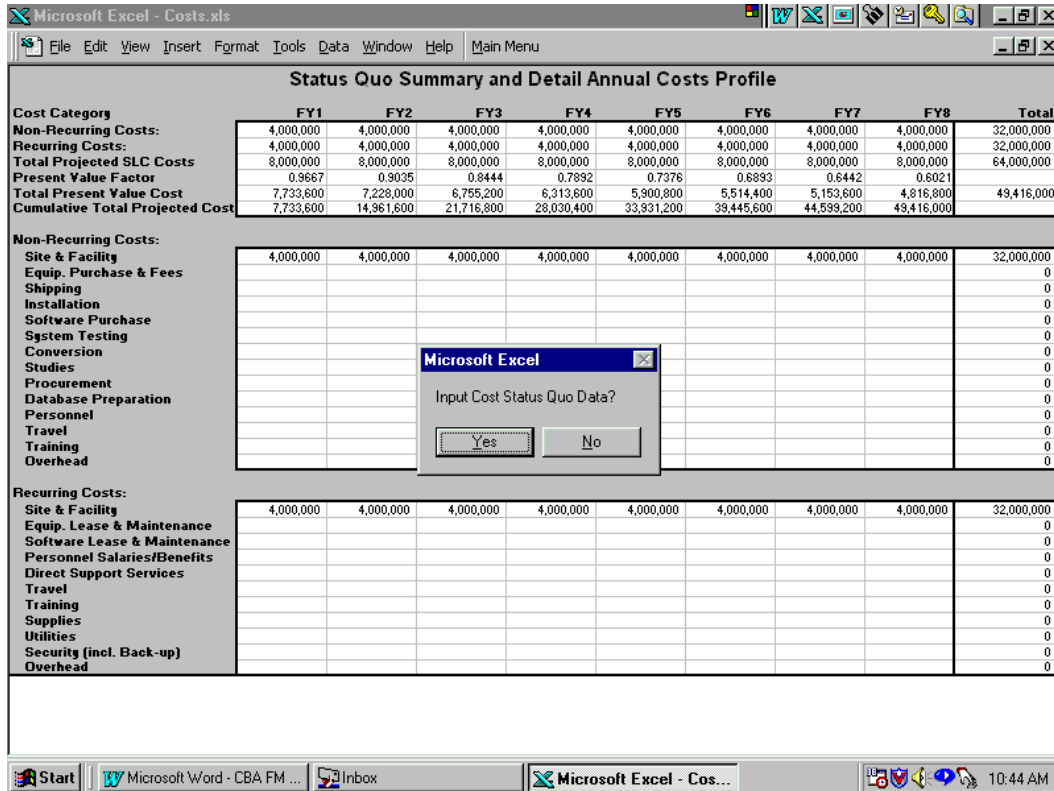 Microsoft Excel - Costs.xls
File Edit View Insert Format Tools Data Window Help Main Menu
Status Quo Summary and Detail Annual Costs Profile
Cost Category FY1 FY2 FY3 FY4 FY5 FY6 FY7 FY8 Total
Non-Recurring Costs: 4,000,000 4,000,000 4,000,000 4,000,000 4,000,000 4,000,000 4,000,000 4,000,000 32,000,000
Recurring Costs: 4,000,000 4,000,000 4,000,000 4,000,000 4,000,000 4,000,000 4,000,000 4,000,000 32,000,000
Total Projected SLC Costs 8,000,000 8,000,000 8,000,000 8,000,000 8,000,000 8,000,000 8,000,000 8,000,000 64,000,000
Present Value Factor 0.9667 0.9035 0.8444 0.7892 0.7376 0.6893 0.6442 0.6021
Total Present Value Cost 7,733,600 7,228,000 6,755,200 6,313,600 5,900,800 5,514,400 5,153,600 4,816,800 49,416,000
Cumulative Total Projected Cost 7,733,600 14,961,600 21,716,800 28,030,400 33,931,200 39,445,600 44,599,200 49,416,000
Non-Recurring Costs:
Site & Facility 4,000,000 4,000,000 4,000,000 4,000,000 4,000,000 4,000,000 4,000,000 4,000,000 32,000,000
Equip. Purchase & Fees 0
Shipping 0
Installation 0
Software Purchase 0
System Testing 0
Conversion 0
Studies 0
Procurement 0
Database Preparation 0
Personnel 0
Travel 0
Training 0
Overhead 0
Microsoft Excel
Input Cost Status Quo Data?
Yes No
Recurring Costs:
Site & Facility 4,000,000 4,000,000 4,000,000 4,000,000 4,000,000 4,000,000 4,000,000 4,000,000 32,000,000
Equip. Lease & Maintenance 0
Software Lease & Maintenance 0
Personnel Salaries/Benefits 0
Direct Support Services 0
Travel 0
Training 0
Supplies 0
Utilities 0
Security (incl. Back-up) 0
Overhead 0
Start Microsoft Word - CBA FM ... Inbox Microsoft Excel - Cos... 10:44 AM